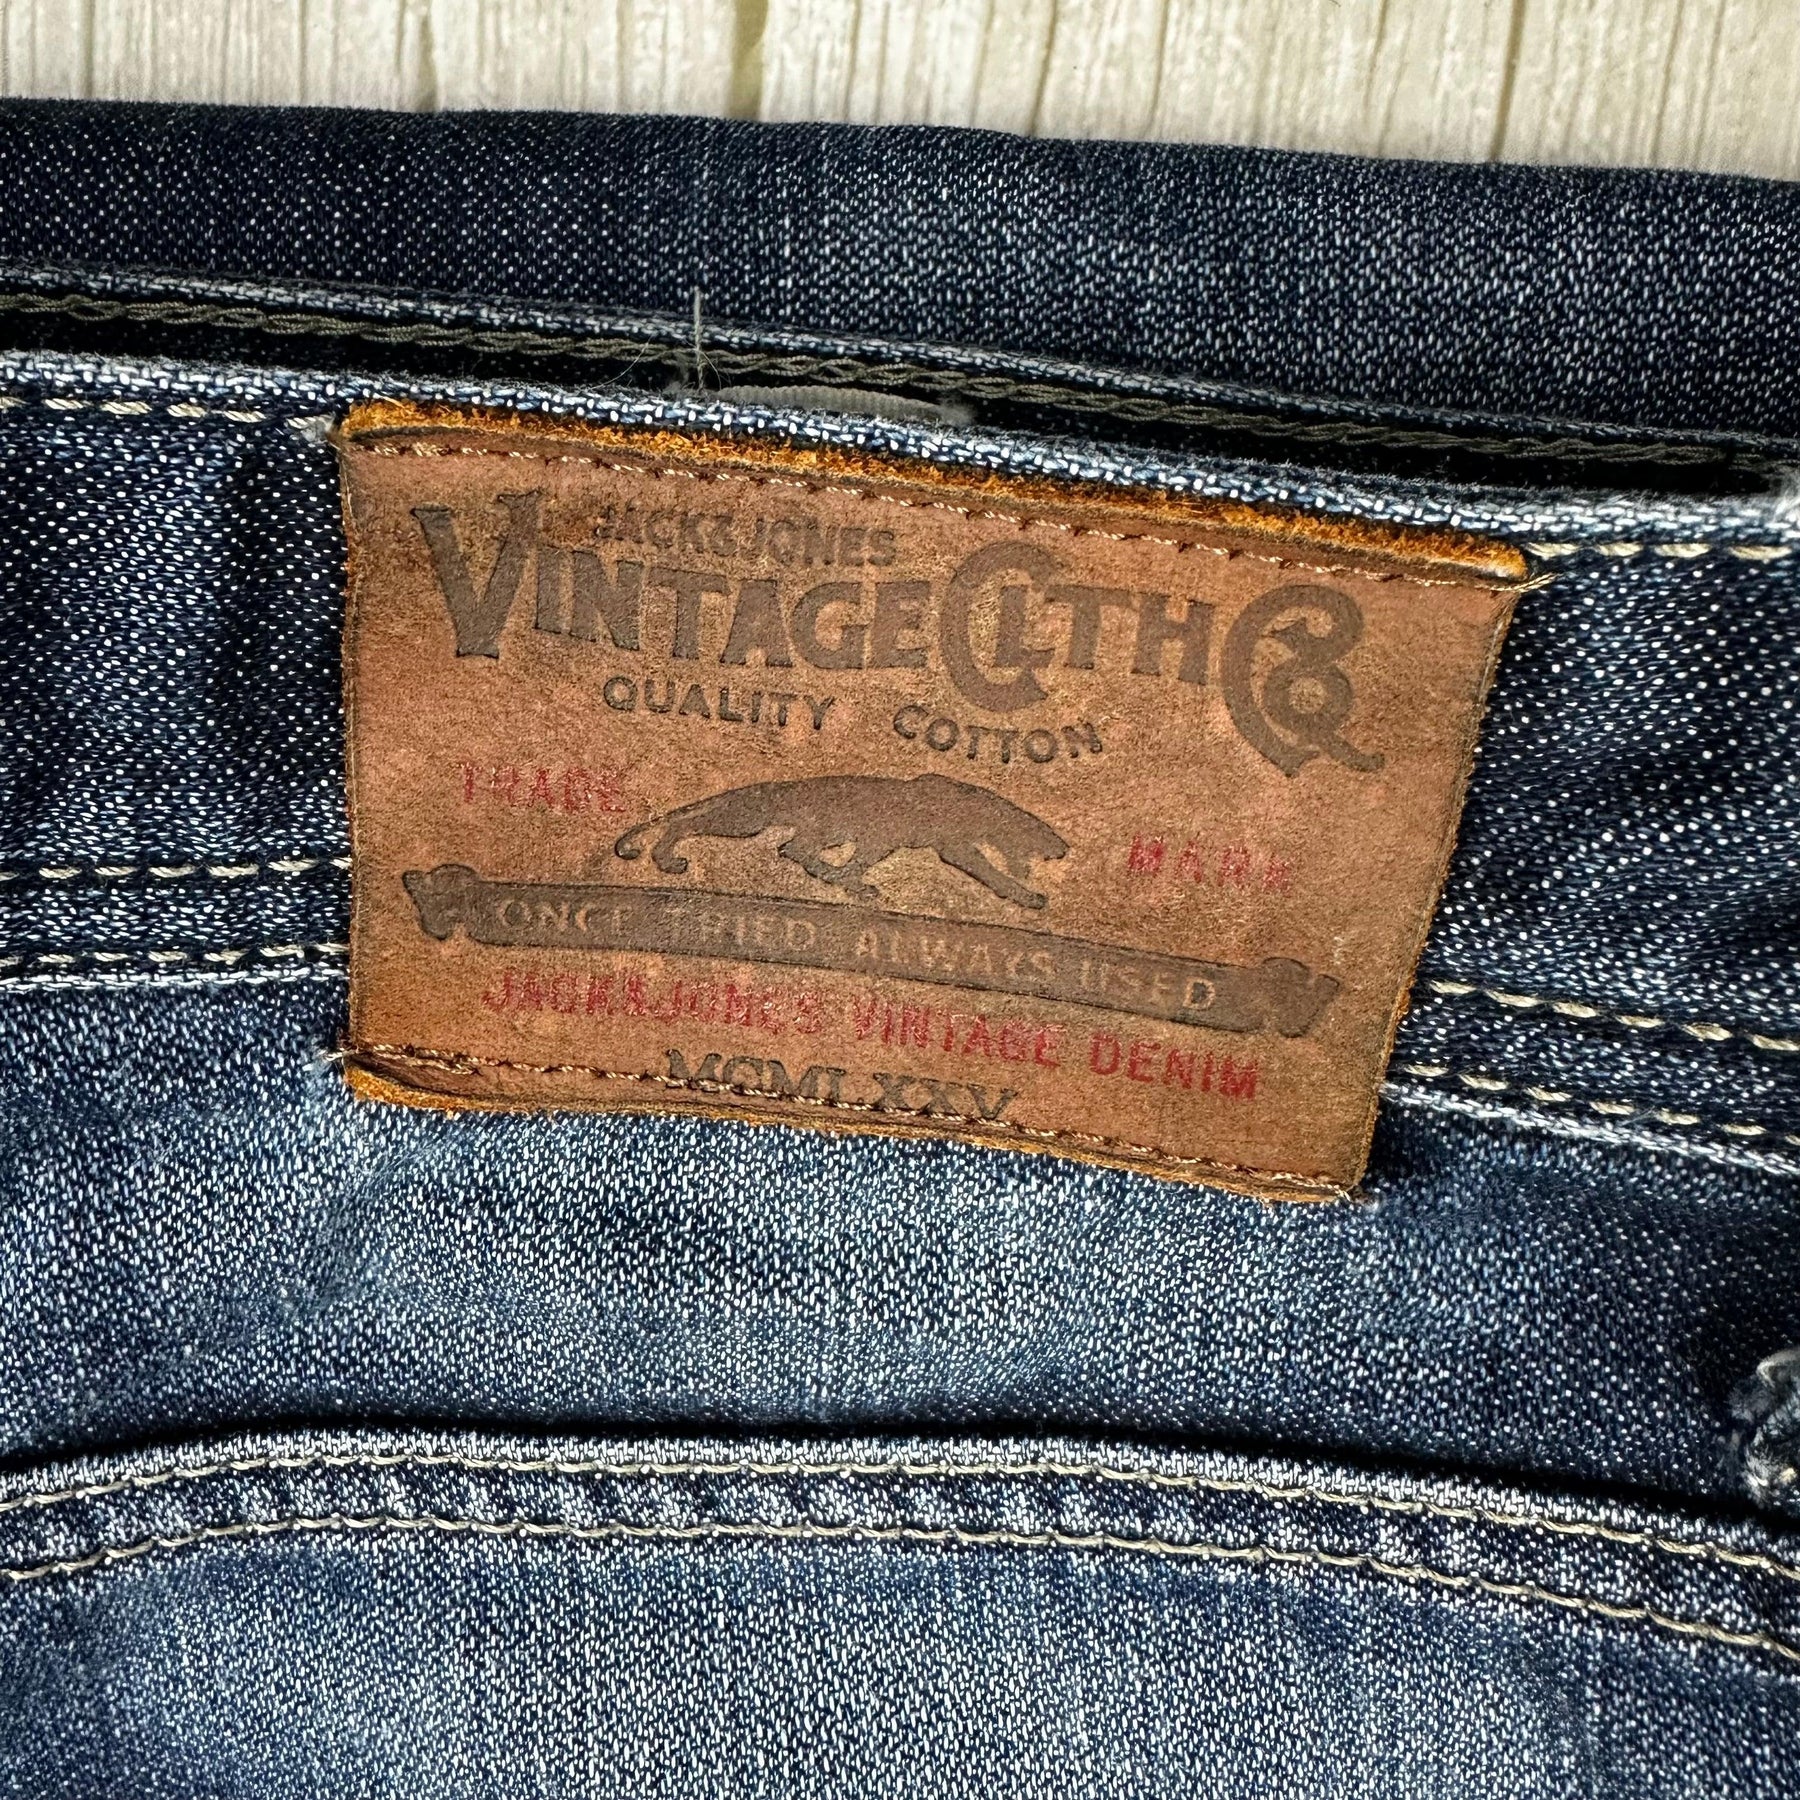 JACK&JONES
VINTAGE CLTH Co
QUALITY COTTON
TRADE MARK
ONCE TRIED ALWAYS USED
JACK&JONES VINTAGE DENIM
MCMLXXV